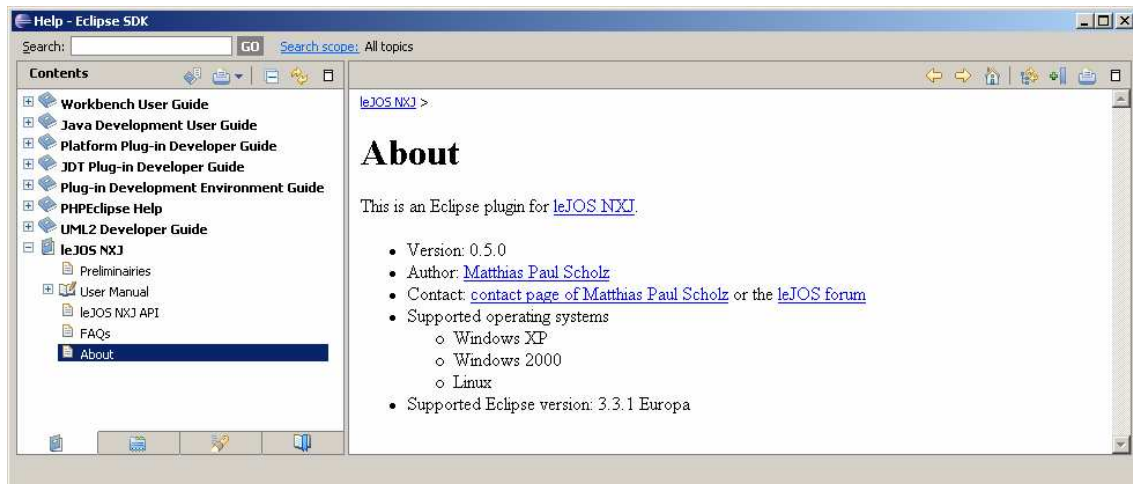 Help - Eclipse SDK
Search: GO Search scope: All topics
Contents
Workbench User Guide
Java Development User Guide
Platform Plug-in Developer Guide
JDT Plug-in Developer Guide
Plug-in Development Environment Guide
PHPEclipse Help
UML2 Developer Guide
leJOS NXJ
Preliminairies
User Manual
leJOS NXJ API
FAQs
About
leJOS NXJ >
About
This is an Eclipse plugin for leJOS NXJ.
Version: 0.5.0
Author: Matthias Paul Scholz
Contact: contact page of Matthias Paul Scholz or the leJOS forum
Supported operating systems
Windows XP
Windows 2000
Linux
Supported Eclipse version: 3.3.1 Europa